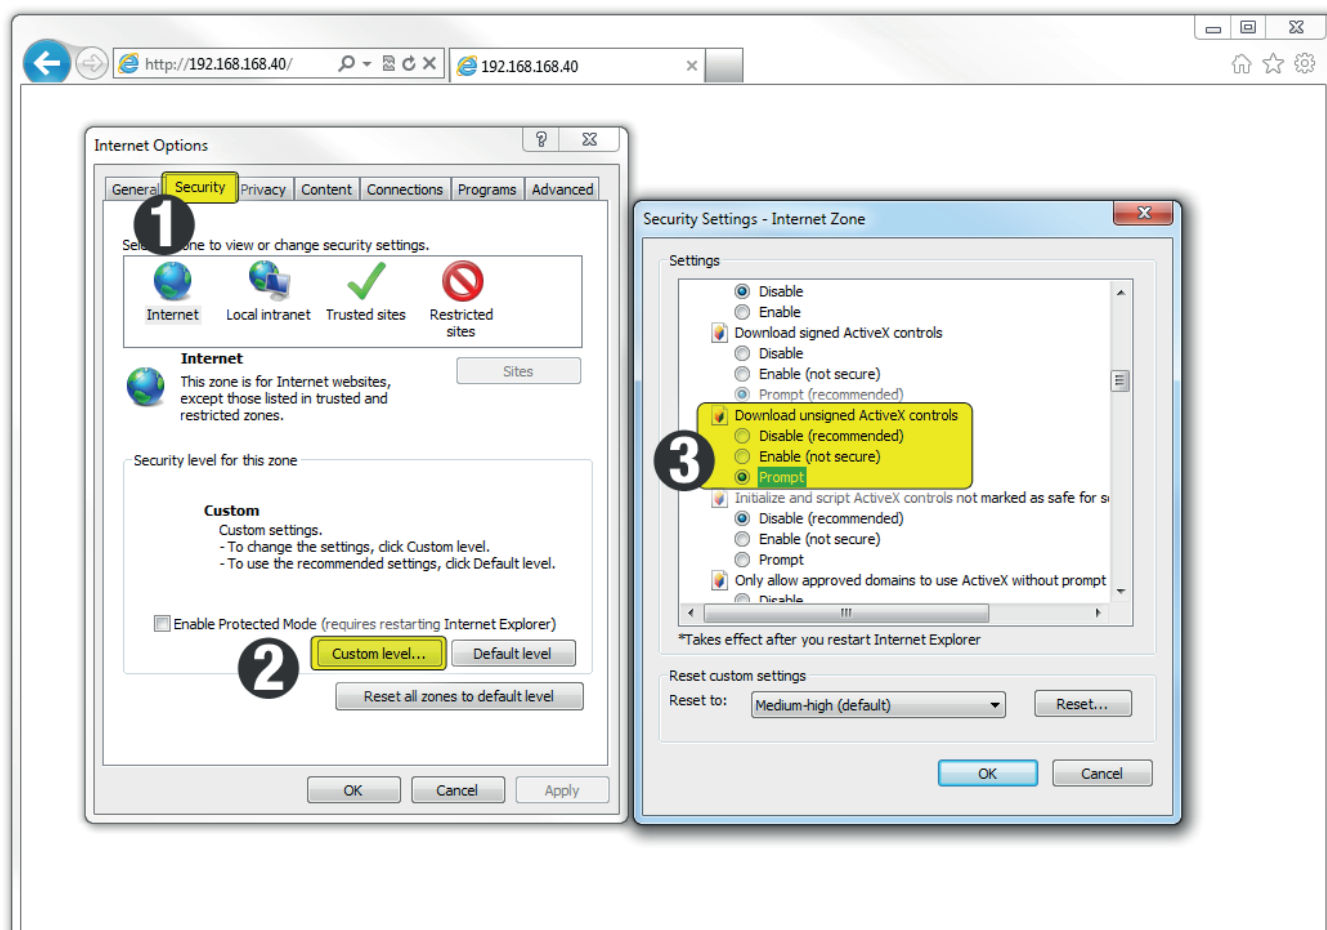 http://192.168.168.40/
192.168.168.40
Internet Options
General Security Privacy Content Connections Programs Advanced
1
Select zone to view or change security settings.
Internet Local intranet Trusted sites Restricted sites
Internet
Sites
This zone is for Internet websites,
except those listed in trusted and
restricted zones.
Security level for this zone
Custom
Custom settings.
- To change the settings, click Custom level.
- To use the recommended settings, click Default level.
Enable Protected Mode (requires restarting Internet Explorer)
2
Custom level... Default level
Reset all zones to default level
OK Cancel Apply
Security Settings - Internet Zone
Settings
Disable
Enable
Download signed ActiveX controls
Disable
Enable (not secure)
Prompt (recommended)
Download unsigned ActiveX controls
Disable (recommended)
3
Enable (not secure)
Prompt
Initialize and script ActiveX controls not marked as safe for s
Disable (recommended)
Enable (not secure)
Prompt
Only allow approved domains to use ActiveX without prompt
Disable
*Takes effect after you restart Internet Explorer
Reset custom settings
Reset to: Medium-high (default) Reset...
OK Cancel